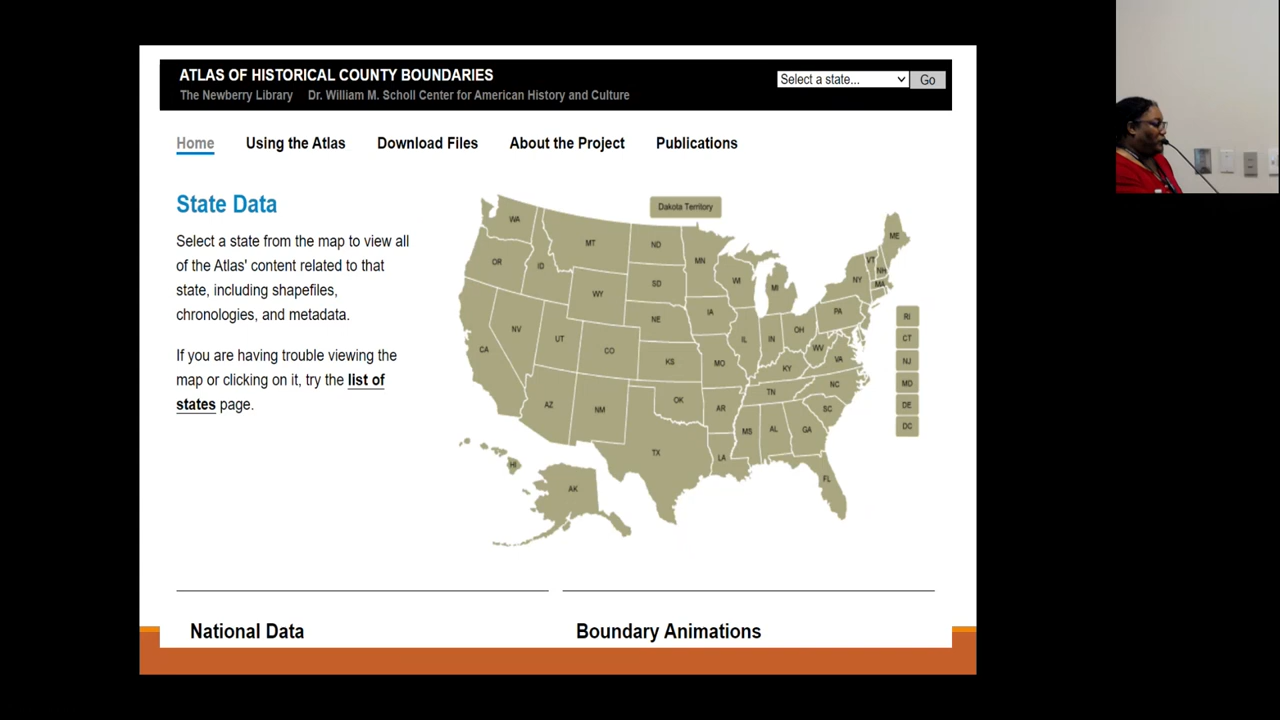 ATLAS OF HISTORICAL COUNTY BOUNDARIES
The Newberry Library Dr. William M. Scholl Center for American History and Culture
Select a state... Go
Home Using the Atlas Download Files About the Project Publications
State Data
Select a state from the map to view all
of the Atlas' content related to that
state, including shapefiles,
chronologies, and metadata.
If you are having trouble viewing the
map or clicking on it, try the list of
states page.
Dakota Territory
WA
MT
ND
MN
OR
ID
WY
SD
WI
MI
NY
VT
NH
ME
MA
NV
UT
CO
NE
IA
IL
IN
OH
PA
CA
KS
MO
KY
WV
VA
AZ
NM
OK
AR
TN
NC
SC
MS
AL
GA
TX
LA
FL
HI
AK
RI
CT
NJ
MD
DE
DC
National Data
Boundary Animations